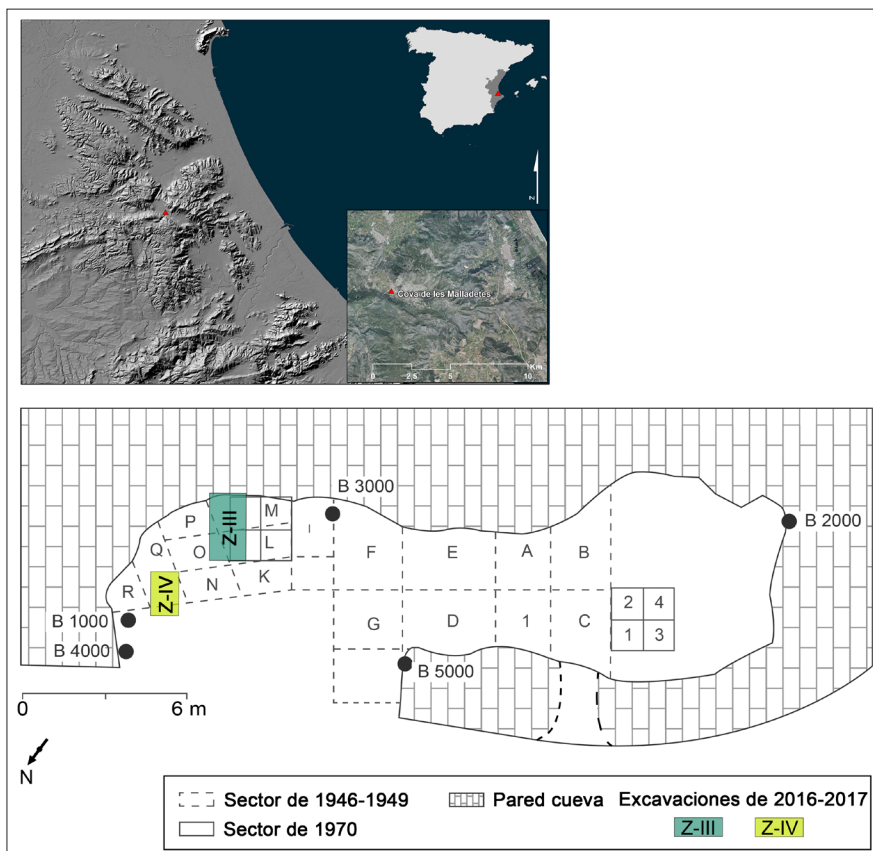 N
Cova de les Malladetes
0 2,5 5 10
Km
B 3000
M
P
Z-III
I
B 2000
L
Q
O
F
E
A
B
K
N
R
Z-IV
2 4
B 1000
G
D
1
C
1 3
B 4000
B 5000
0 6 m
N
Sector de 1946-1949
Pared cueva
Excavaciones de 2016-2017
Sector de 1970
Z-III
Z-IV